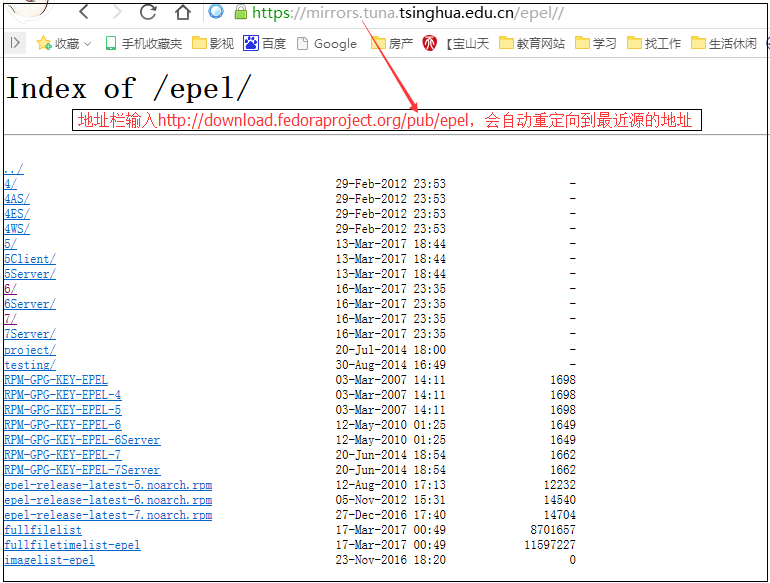 https://mirrors.tuna.tsinghua.edu.cn/epel//
收藏 手机收藏夹 影视 百度 Google 房产 【宝山天 教育网站 学习 找工作 生活休闲
Index of /epel/
地址栏输入http://download.fedoraproject.org/pub/epel，会自动重定向到最近源的地址
../
4/ 29-Feb-2012 23:53 -
4AS/ 29-Feb-2012 23:53 -
4ES/ 29-Feb-2012 23:53 -
4WS/ 29-Feb-2012 23:53 -
5/ 13-Mar-2017 18:44 -
5Client/ 13-Mar-2017 18:44 -
5Server/ 13-Mar-2017 18:44 -
6/ 16-Mar-2017 23:35 -
6Server/ 16-Mar-2017 23:35 -
7/ 16-Mar-2017 23:35 -
7Server/ 16-Mar-2017 23:35 -
project/ 20-Jul-2014 18:00 -
testing/ 30-Aug-2014 16:49 -
RPM-GPG-KEY-EPEL 03-Mar-2007 14:11 1698
RPM-GPG-KEY-EPEL-4 03-Mar-2007 14:11 1698
RPM-GPG-KEY-EPEL-5 03-Mar-2007 14:11 1698
RPM-GPG-KEY-EPEL-6 12-May-2010 01:25 1649
RPM-GPG-KEY-EPEL-6Server 12-May-2010 01:25 1649
RPM-GPG-KEY-EPEL-7 20-Jun-2014 18:54 1662
RPM-GPG-KEY-EPEL-7Server 20-Jun-2014 18:54 1662
epel-release-latest-5.noarch.rpm 12-Aug-2010 17:13 12232
epel-release-latest-6.noarch.rpm 05-Nov-2012 15:31 14540
epel-release-latest-7.noarch.rpm 27-Dec-2016 17:40 14704
fullfilelist 17-Mar-2017 00:49 8701657
fullfiletimelist-epel 17-Mar-2017 00:49 11597227
imagelist-epel 23-Nov-2016 18:20 0